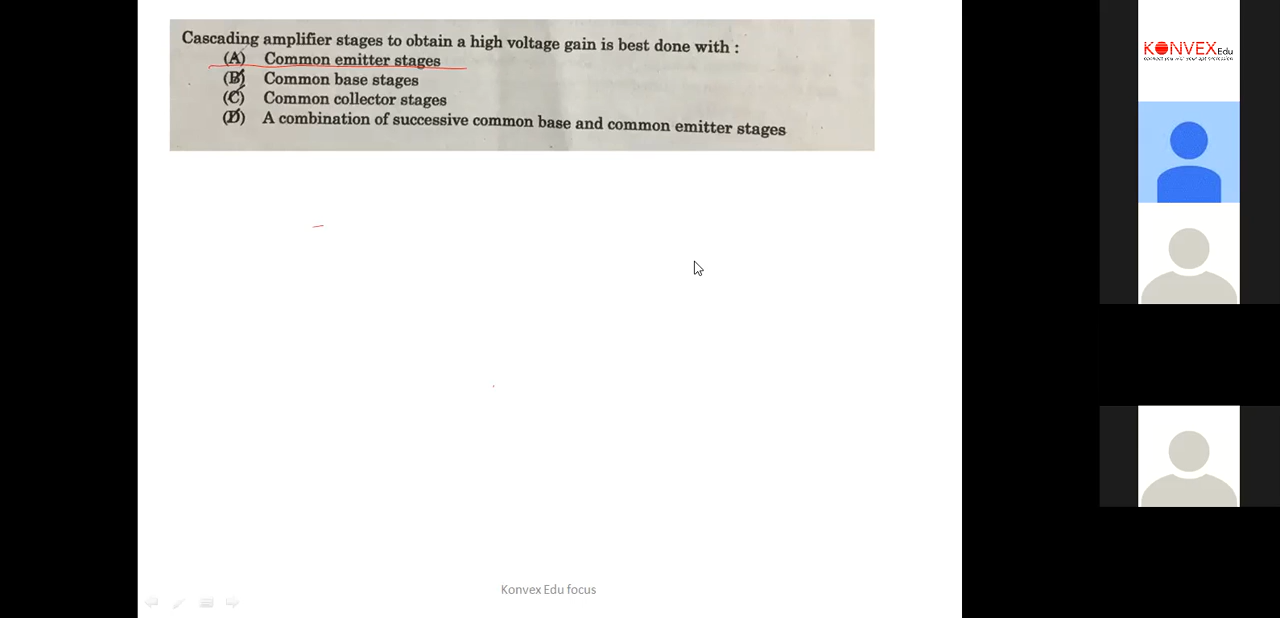 Cascading amplifier stages to obtain a high voltage gain is best done with :
(A) Common emitter stages
(B) Common base stages
(C) Common collector stages
(D) A combination of successive common base and common emitter stages
KONVEX Edu
Konvex Edu focus